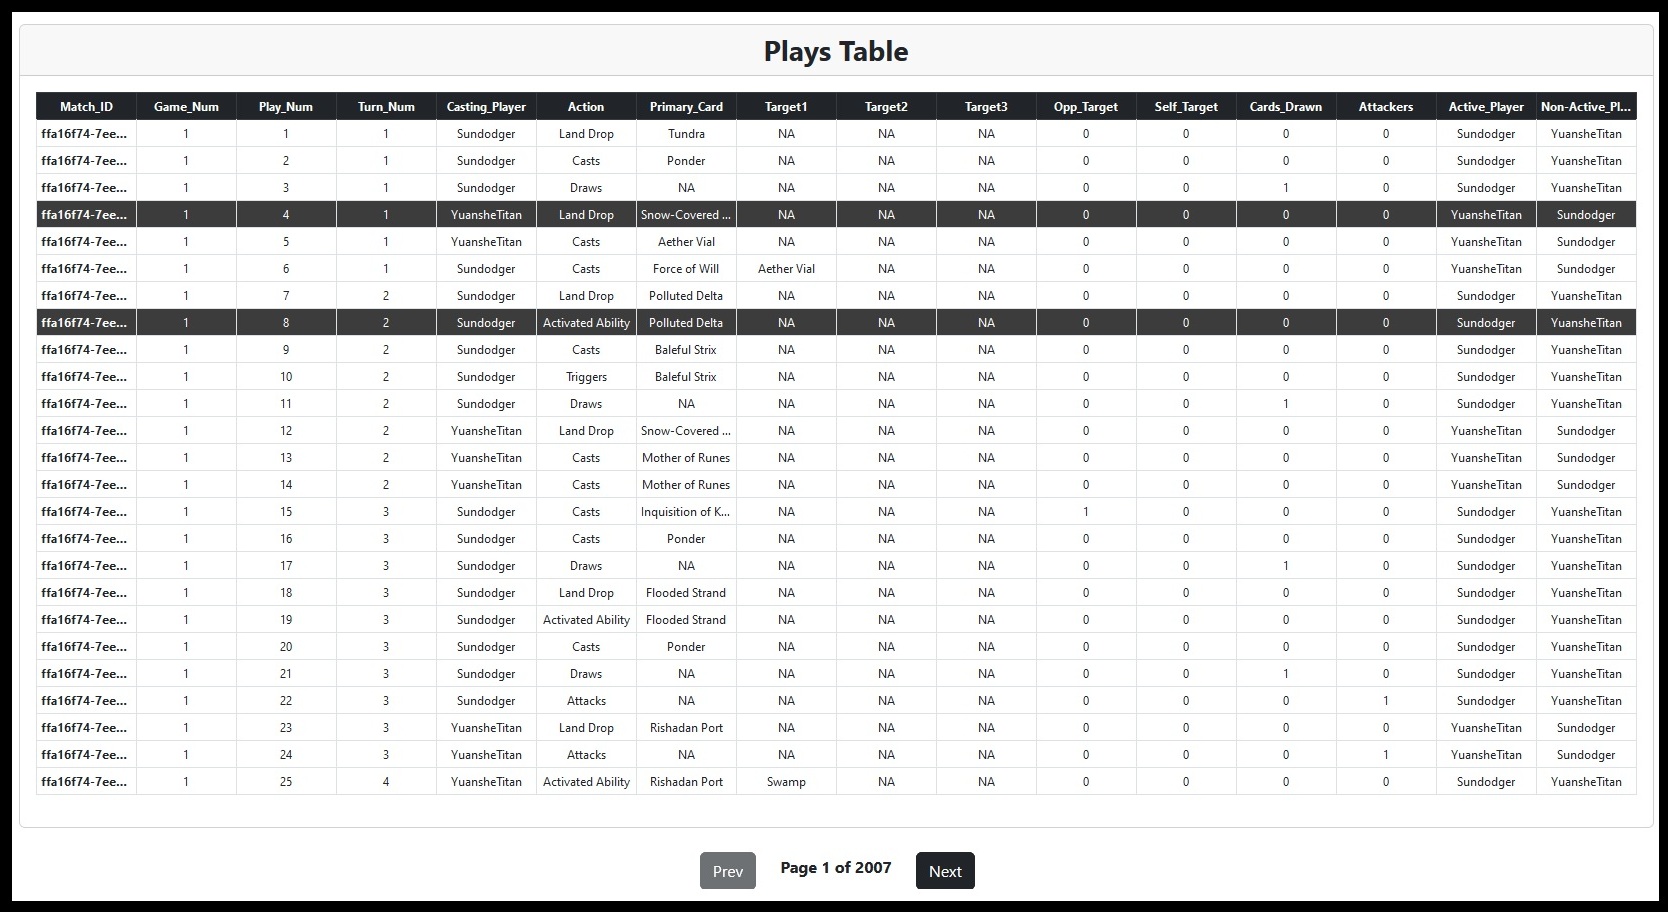 Plays Table
Match_ID Game_Num Play_Num Turn_Num Casting_Player Action Primary_Card Target1 Target2 Target3 Opp_Target Self_Target Cards_Drawn Attackers Active_Player Non-Active_Pl...
ffa16f74-7ee... 1 1 1 Sundodger Land Drop Tundra NA NA NA 0 0 0 0 Sundodger YuansheTitan
ffa16f74-7ee... 1 2 1 Sundodger Casts Ponder NA NA NA 0 0 0 0 Sundodger YuansheTitan
ffa16f74-7ee... 1 3 1 Sundodger Draws NA NA NA NA 0 0 1 0 Sundodger YuansheTitan
ffa16f74-7ee... 1 4 1 YuansheTitan Land Drop Snow-Covered ... NA NA NA 0 0 0 0 YuansheTitan Sundodger
ffa16f74-7ee... 1 5 1 YuansheTitan Casts Aether Vial NA NA NA 0 0 0 0 YuansheTitan Sundodger
ffa16f74-7ee... 1 6 1 Sundodger Casts Force of Will Aether Vial NA NA 0 0 0 0 YuansheTitan Sundodger
ffa16f74-7ee... 1 7 2 Sundodger Land Drop Polluted Delta NA NA NA 0 0 0 0 Sundodger YuansheTitan
ffa16f74-7ee... 1 8 2 Sundodger Activated Ability Polluted Delta NA NA NA 0 0 0 0 Sundodger YuansheTitan
ffa16f74-7ee... 1 9 2 Sundodger Casts Baleful Strix NA NA NA 0 0 0 0 Sundodger YuansheTitan
ffa16f74-7ee... 1 10 2 Sundodger Triggers Baleful Strix NA NA NA 0 0 0 0 Sundodger YuansheTitan
ffa16f74-7ee... 1 11 2 Sundodger Draws NA NA NA NA 0 0 1 0 Sundodger YuansheTitan
ffa16f74-7ee... 1 12 2 YuansheTitan Land Drop Snow-Covered ... NA NA NA 0 0 0 0 YuansheTitan Sundodger
ffa16f74-7ee... 1 13 2 YuansheTitan Casts Mother of Runes NA NA NA 0 0 0 0 YuansheTitan Sundodger
ffa16f74-7ee... 1 14 2 YuansheTitan Casts Mother of Runes NA NA NA 0 0 0 0 YuansheTitan Sundodger
ffa16f74-7ee... 1 15 3 Sundodger Casts Inquisition of K... NA NA NA 1 0 0 0 Sundodger YuansheTitan
ffa16f74-7ee... 1 16 3 Sundodger Casts Ponder NA NA NA 0 0 0 0 Sundodger YuansheTitan
ffa16f74-7ee... 1 17 3 Sundodger Draws NA NA NA NA 0 0 1 0 Sundodger YuansheTitan
ffa16f74-7ee... 1 18 3 Sundodger Land Drop Flooded Strand NA NA NA 0 0 0 0 Sundodger YuansheTitan
ffa16f74-7ee... 1 19 3 Sundodger Activated Ability Flooded Strand NA NA NA 0 0 0 0 Sundodger YuansheTitan
ffa16f74-7ee... 1 20 3 Sundodger Casts Ponder NA NA NA 0 0 0 0 Sundodger YuansheTitan
ffa16f74-7ee... 1 21 3 Sundodger Draws NA NA NA NA 0 0 1 0 Sundodger YuansheTitan
ffa16f74-7ee... 1 22 3 Sundodger Attacks NA NA NA NA 0 0 0 1 Sundodger YuansheTitan
ffa16f74-7ee... 1 23 3 YuansheTitan Land Drop Rishadan Port NA NA NA 0 0 0 0 YuansheTitan Sundodger
ffa16f74-7ee... 1 24 3 YuansheTitan Attacks NA NA NA NA 0 0 0 1 YuansheTitan Sundodger
ffa16f74-7ee... 1 25 4 YuansheTitan Activated Ability Rishadan Port Swamp NA NA 0 0 0 0 Sundodger YuansheTitan
Prev Page 1 of 2007 Next